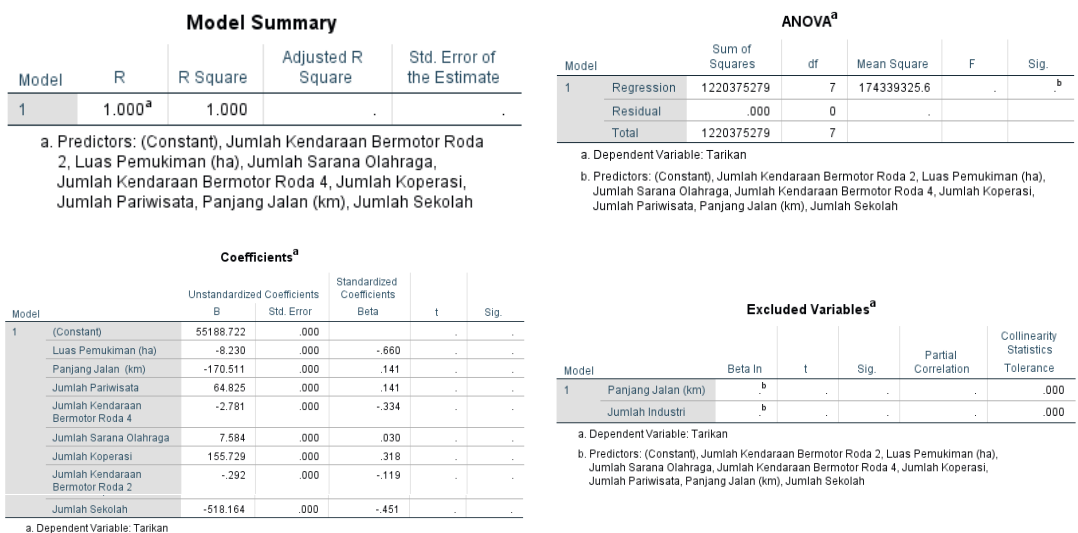 Model Summary
Model R R Square Adjusted R Square Std. Error of the Estimate
1 1.000a 1.000 . .
a. Predictors: (Constant), Jumlah Kendaraan Bermotor Roda
2, Luas Pemukiman (ha), Jumlah Sarana Olahraga,
Jumlah Kendaraan Bermotor Roda 4, Jumlah Koperasi,
Jumlah Pariwisata, Panjang Jalan (km), Jumlah Sekolah
ANOVAa
Model Sum of Squares df Mean Square F Sig.
1 Regression 1220375279 7 174339325.6 . .b
Residual .000 0 .
Total 1220375279 7
a. Dependent Variable: Tarikan
b. Predictors: (Constant), Jumlah Kendaraan Bermotor Roda 2, Luas Pemukiman (ha),
Jumlah Sarana Olahraga, Jumlah Kendaraan Bermotor Roda 4, Jumlah Koperasi,
Jumlah Pariwisata, Panjang Jalan (km), Jumlah Sekolah
Coefficientsa
Unstandardized Coefficients Standardized Coefficients
Model B Std. Error Beta t Sig.
1 (Constant) 55188.722 .000 . .
Luas Pemukiman (ha) -8.230 .000 -.660 . .
Panjang Jalan (km) -170.511 .000 .141 . .
Jumlah Pariwisata 64.825 .000 .141 . .
Jumlah Kendaraan Bermotor Roda 4 -2.781 .000 -.334 . .
Jumlah Sarana Olahraga 7.584 .000 .030 . .
Jumlah Koperasi 155.729 .000 .318 . .
Jumlah Kendaraan Bermotor Roda 2 -.292 .000 -.119 . .
Jumlah Sekolah -518.164 .000 -.451 . .
a. Dependent Variable: Tarikan
Excluded Variablesa
Model Beta In t Sig. Partial Correlation Collinearity Statistics Tolerance
1 Panjang Jalan (km) .b . . . .000
Jumlah Industri .b . . . .000
a. Dependent Variable: Tarikan
b. Predictors: (Constant), Jumlah Kendaraan Bermotor Roda 2, Luas Pemukiman (ha),
Jumlah Sarana Olahraga, Jumlah Kendaraan Bermotor Roda 4, Jumlah Koperasi,
Jumlah Pariwisata, Panjang Jalan (km), Jumlah Sekolah